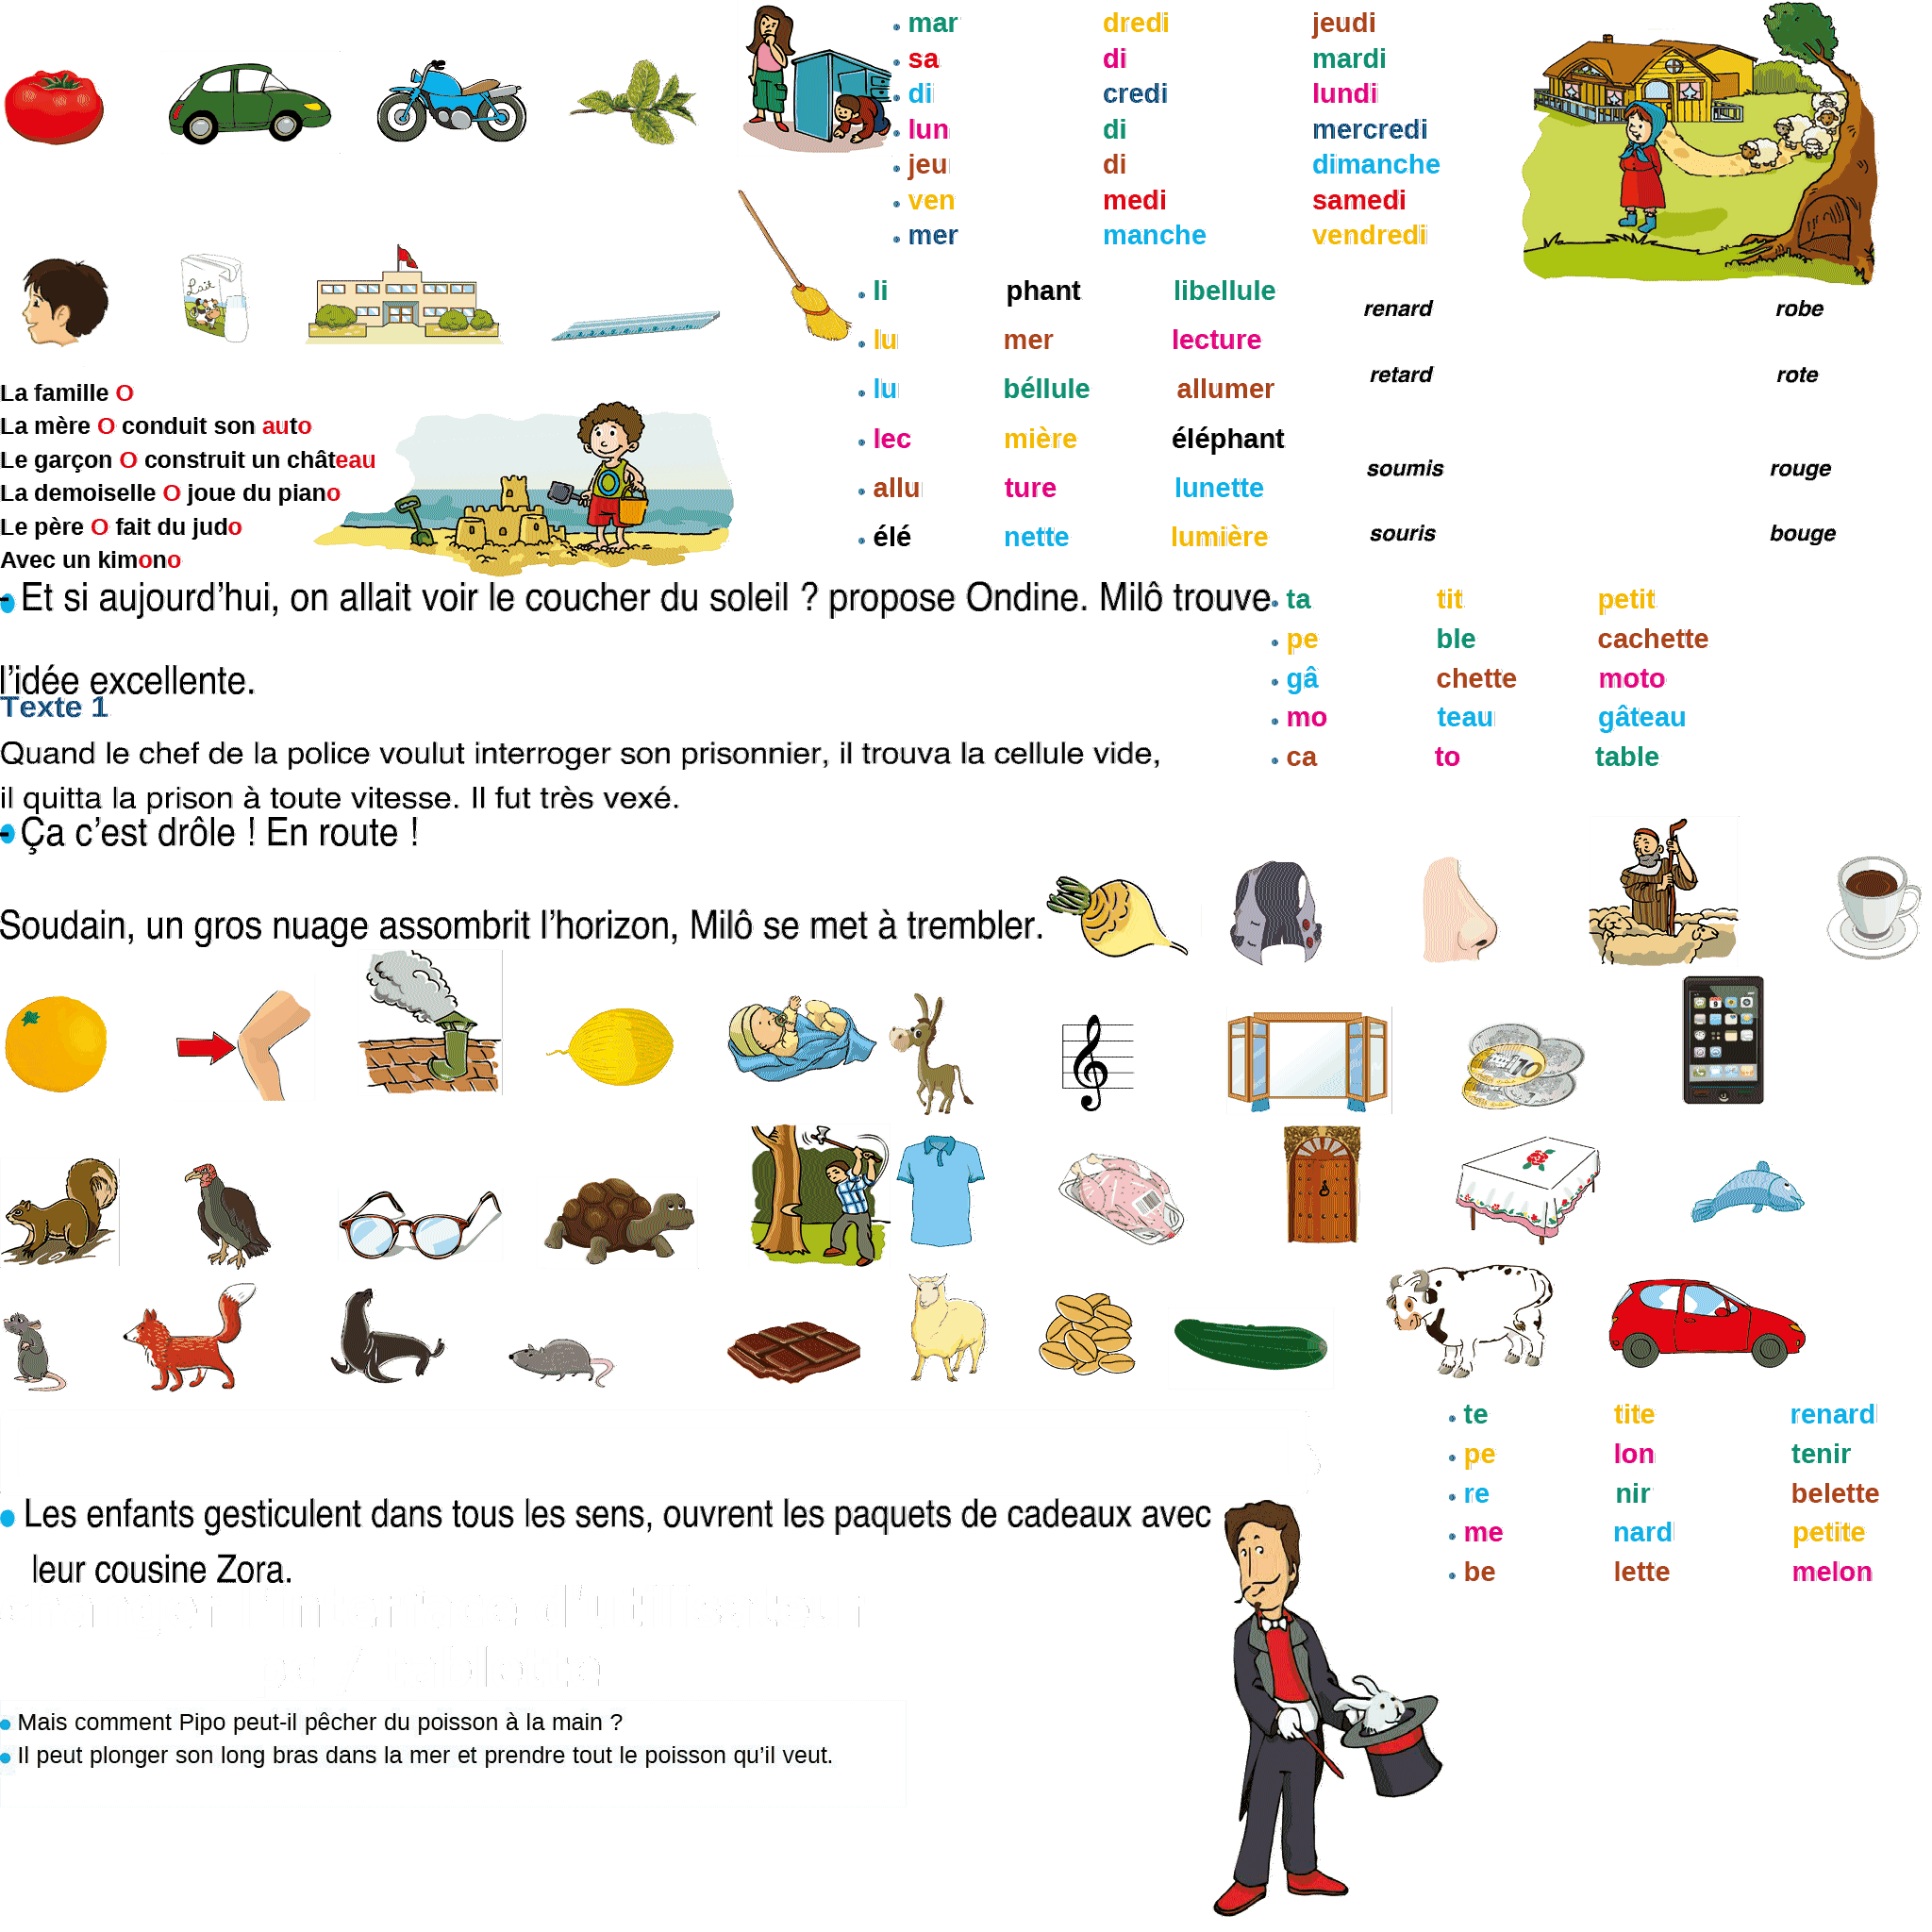 mar dredi jeudi
sa di mardi
di credi lundi
lun di mercredi
jeu di dimanche
ven medi samedi
mer manche vendredi
Lait
li phant libellule
lu mer lecture
lu béllule allumer
lec mière éléphant
allu ture lunette
élé nette lumière
renard robe
retard rote
soumis rouge
souris bouge
La famille O
La mère O conduit son auto
Le garçon O construit un château
La demoiselle O joue du piano
Le père O fait du judo
Avec un kimono
- Et si aujourd’hui, on allait voir le coucher du soleil ? propose Ondine. Milô trouve
l’idée excellente.
ta tit petit
pe ble cachette
gâ chette moto
mo teau gâteau
ca to table
Texte 1
Quand le chef de la police voulut interroger son prisonnier, il trouva la cellule vide,
il quitta la prison à toute vitesse. Il fut très vexé.
- Ça c’est drôle ! En route !
Soudain, un gros nuage assombrit l’horizon, Milô se met à trembler.
10
te tite renard
pe lon tenir
re nir belette
me nard petite
be lette melon
• Les enfants gesticulent dans tous les sens, ouvrent les paquets de cadeaux avec
leur cousine Zora.
• Mais comment Pipo peut-il pêcher du poisson à la main ?
• Il peut plonger son long bras dans la mer et prendre tout le poisson qu’il veut.